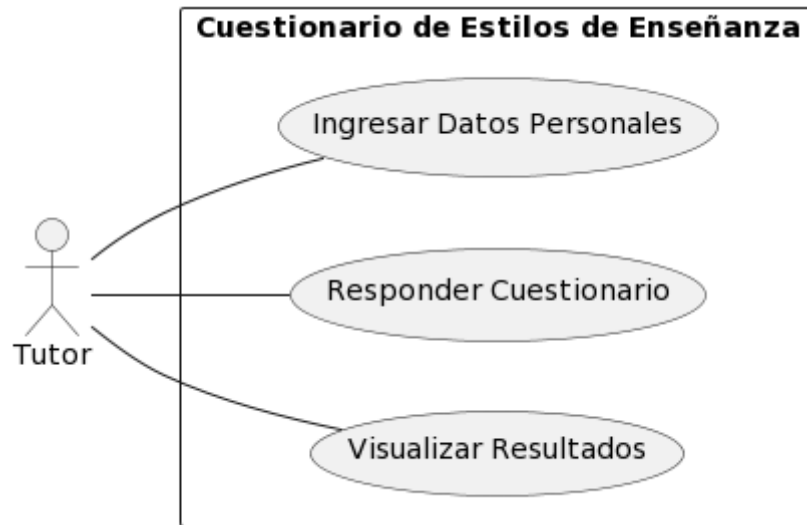 Cuestionario de Estilos de Enseñanza
Ingresar Datos Personales
Responder Cuestionario
Tutor
Visualizar Resultados